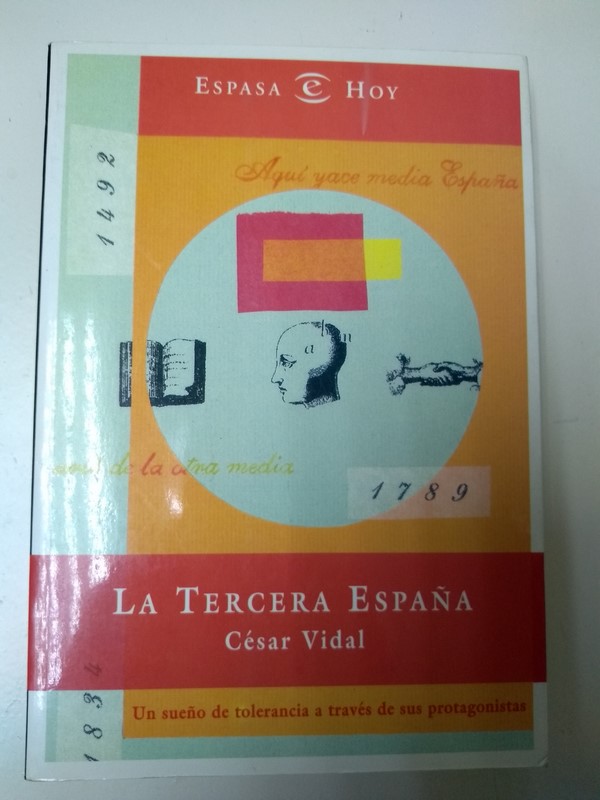 ESPASA e HOY
1492
Aquí yace media España
a h n
de la otra media
1789
LA TERCERA ESPAÑA
César Vidal
1834
Un sueño de tolerancia a través de sus protagonistas